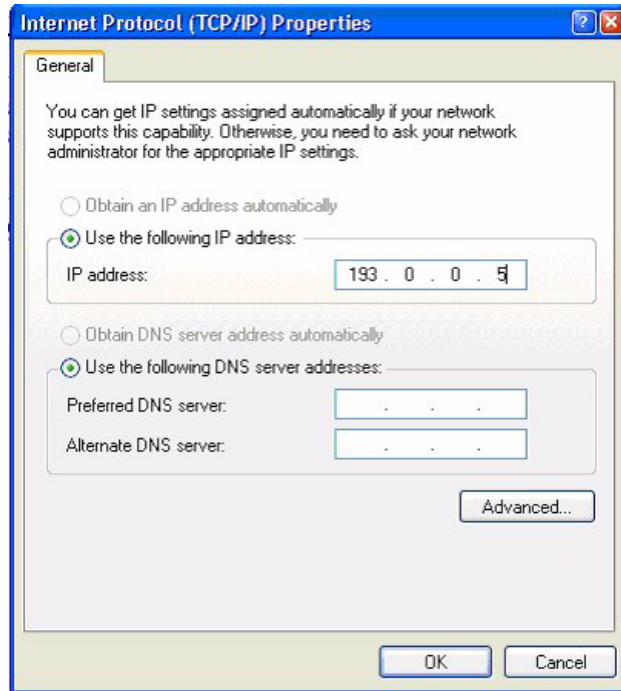 Internet Protocol (TCP/IP) Properties
General
You can get IP settings assigned automatically if your network
supports this capability. Otherwise, you need to ask your network
administrator for the appropriate IP settings.
Obtain an IP address automatically
Use the following IP address:
IP address: 193 . 0 . 0 . 5
Obtain DNS server address automatically
Use the following DNS server addresses:
Preferred DNS server: . . .
Alternate DNS server: . . .
Advanced...
OK Cancel